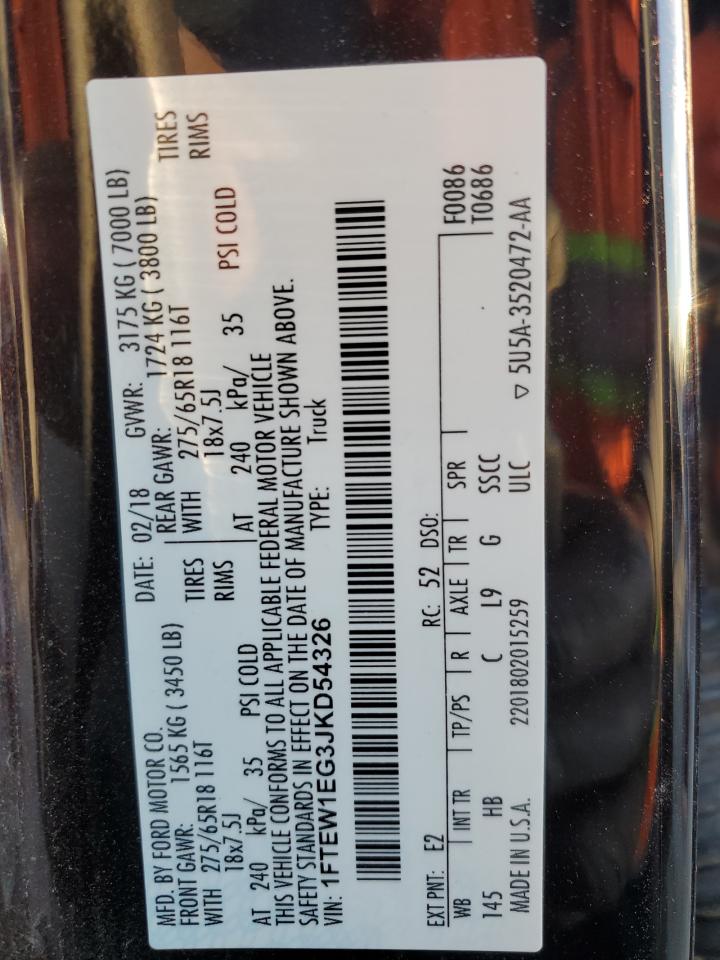 MFD. BY FORD MOTOR CO. DATE: 02/18 GVWR: 3175 KG ( 7000 LB)
FRONT GAWR: 1565 KG ( 3450 LB) REAR GAWR: 1724 KG ( 3800 LB)
WITH 275/65R18 116T TIRES WITH 275/65R18 116T TIRES
18x7.5J RIMS 18x7.5J RIMS
AT 240 kPa/ 35 PSI COLD AT 240 kPa/ 35 PSI COLD
THIS VEHICLE CONFORMS TO ALL APPLICABLE FEDERAL MOTOR VEHICLE
SAFETY STANDARDS IN EFFECT ON THE DATE OF MANUFACTURE SHOWN ABOVE.
VIN: 1FTEW1EG3JKD54326 TYPE: Truck
EXT PNT: E2 RC: 52 DSO: F0086
WB INT TR TP/PS R AXLE TR SPR T0686
145 HB C L9 G SSCC
MADE IN U.S.A. 2201802015259 ULC ▽ 5U5A-3520472-AA